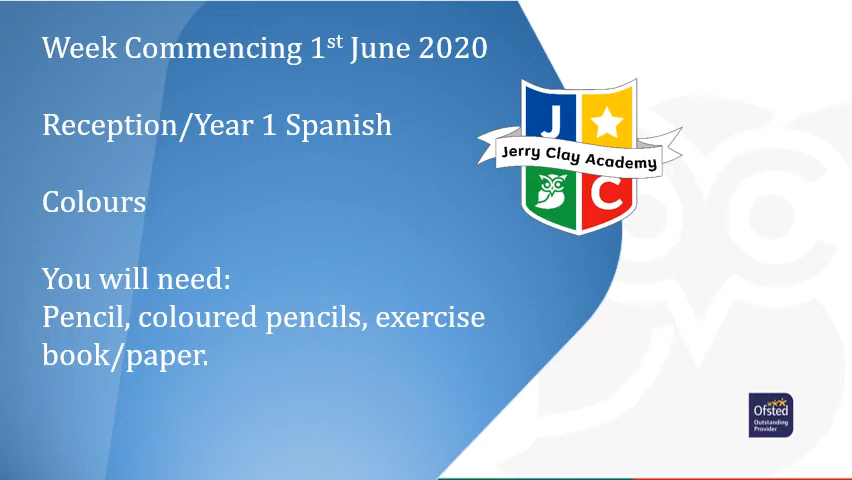 Week Commencing 1st June 2020
Reception/Year 1 Spanish
Colours
You will need:
Pencil, coloured pencils, exercise
book/paper.
J
Jerry Clay Academy
C
Ofsted
Outstanding
Provider